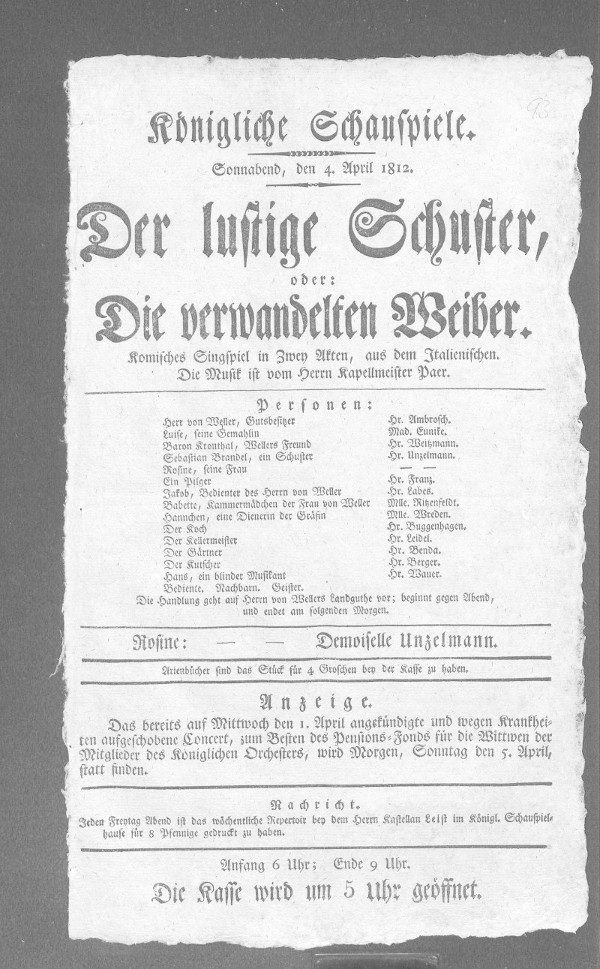 93
Königliche Schauspiele.
Sonnabend, den 4. April 1812.
Der lustige Schuster,
oder:
Die verwandelten Weiber.
Komisches Singspiel in Zwey Akten, aus dem Italienischen.
Die Musik ist vom Herrn Kapellmeister Paer.
Personen:
Herr von Weller, Gutsbesitzer Hr. Ambrosch.
Luise, seine Gemahlin Mad. Eunike.
Baron Kronthal, Wellers Freund Hr. Weitzmann.
Sebastian Brandel, ein Schuster Hr. Unzelmann.
Rosine, seine Frau — —
Ein Pilger Hr. Franz.
Jakob, Bedienter des Herrn von Weller Hr. Labes.
Babette, Kammermädchen der Frau von Weller Mlle. Ritzenfeldt.
Hannchen, eine Dienerin der Gräfin Mlle. Wreden.
Der Koch Hr. Buggenhagen.
Der Kellermeister Hr. Leidel.
Der Gärtner Hr. Benda.
Der Kutscher Hr. Berger.
Hans, ein blinder Musikant Hr. Wauer.
Bediente. Nachbarn. Geister.
Die Handlung geht auf Herrn von Wellers Landguthe vor; beginnt gegen Abend,
und endet am folgenden Morgen.
Rosine: — — Demoiselle Unzelmann.
Arienbücher sind das Stück für 4 Groschen bey der Kasse zu haben.
Anzeige.
Das bereits auf Mittwoch den 1. April angekündigte und wegen Krankhei-
ten aufgeschobene Concert, zum Besten des Pensions-Fonds für die Wittwen der
Mitglieder des Königlichen Orchesters, wird Morgen, Sonntag den 5. April,
statt finden.
Nachricht.
Jeden Freytag Abend ist das wöchentliche Repertoir bey dem Herrn Kastellan Leist im Königl. Schauspiel-
hause für 8 Pfennige gedruckt zu haben.
Anfang 6 Uhr; Ende 9 Uhr.
Die Kasse wird um 5 Uhr geöffnet.